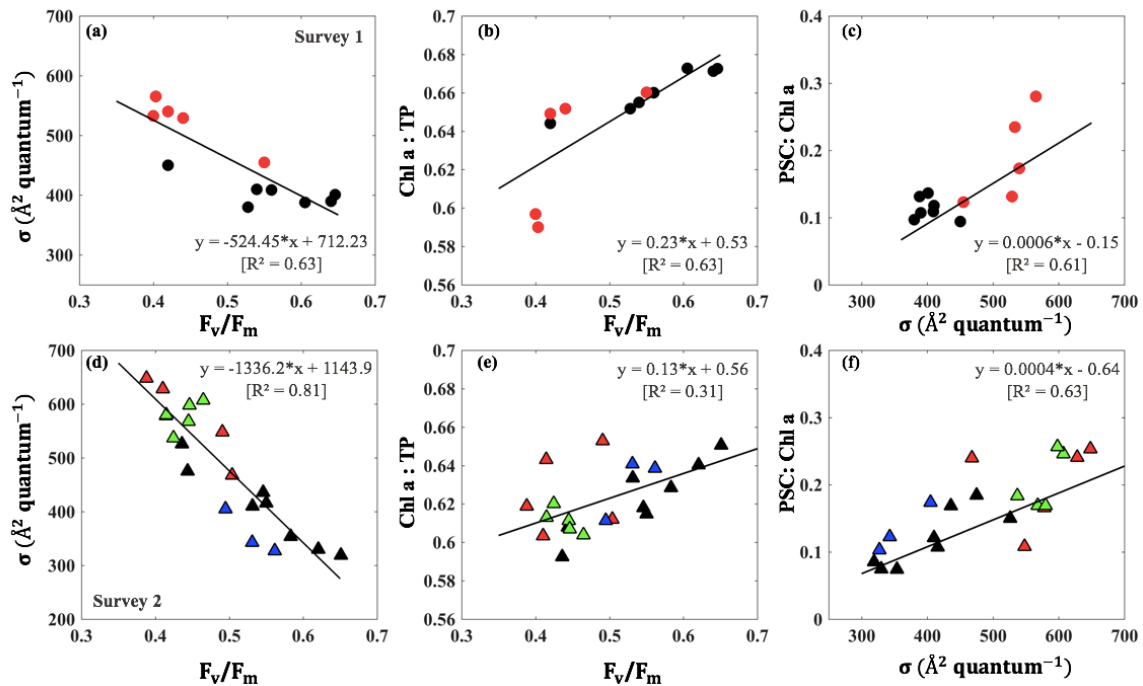 (a)
Survey 1
700
600
500
400
300
σ (Å² quantum⁻¹)
y = -524.45*x + 712.23
[R² = 0.63]
0.3
0.4
0.5
0.6
0.7
Fᵥ/Fₘ
(b)
0.7
0.68
0.66
0.64
0.62
0.6
0.58
0.56
Chl a : TP
y = 0.23*x + 0.53
[R² = 0.63]
0.3
0.4
0.5
0.6
0.7
Fᵥ/Fₘ
(c)
0.4
0.3
0.2
0.1
0
PSC: Chl a
y = 0.0006*x - 0.15
[R² = 0.61]
300
400
500
600
700
σ (Å² quantum⁻¹)
(d)
y = -1336.2*x + 1143.9
[R² = 0.81]
700
600
500
400
300
200
σ (Å² quantum⁻¹)
Survey 2
0.3
0.4
0.5
0.6
0.7
Fᵥ/Fₘ
(e)
y = 0.13*x + 0.56
[R² = 0.31]
0.7
0.68
0.66
0.64
0.62
0.6
0.58
0.56
Chl a : TP
0.3
0.4
0.5
0.6
0.7
Fᵥ/Fₘ
(f)
y = 0.0004*x - 0.64
[R² = 0.63]
0.4
0.3
0.2
0.1
0
PSC: Chl a
300
400
500
600
700
σ (Å² quantum⁻¹)